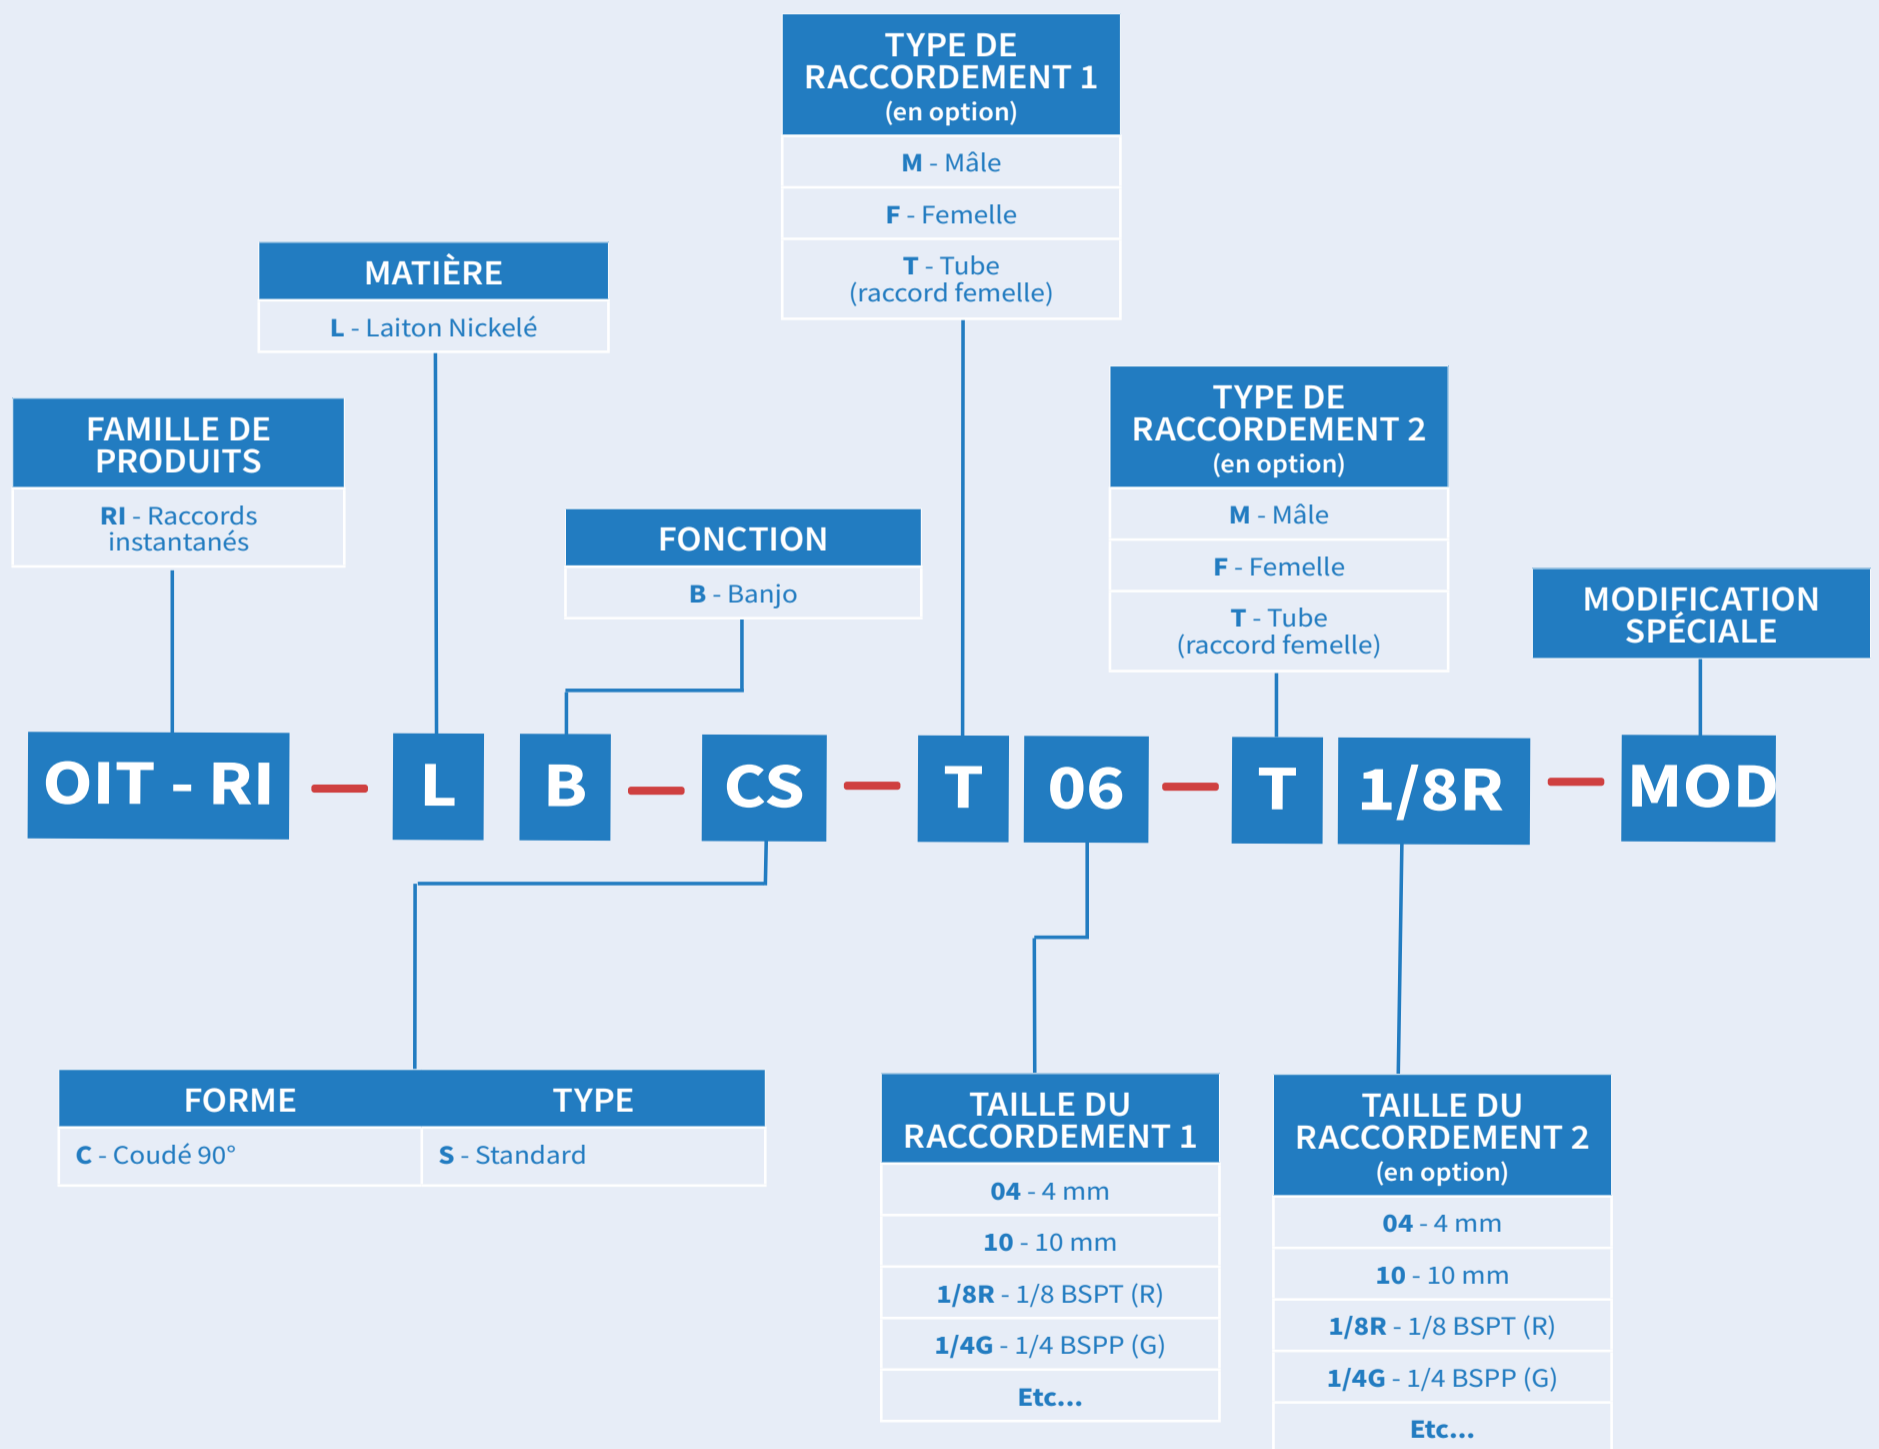 TYPE DE
RACCORDEMENT 1
(en option)
M - Mâle
F - Femelle
T - Tube
(raccord femelle)
MATIÈRE
L - Laiton Nickelé
TYPE DE
RACCORDEMENT 2
(en option)
M - Mâle
F - Femelle
T - Tube
(raccord femelle)
FAMILLE DE
PRODUITS
RI - Raccords
instantanés
FONCTION
B - Banjo
MODIFICATION
SPÉCIALE
OIT - RI — L B — CS — T 06 — T 1/8R — MOD
FORME TYPE
C - Coudé 90° S - Standard
TAILLE DU
RACCORDEMENT 1
04 - 4 mm
10 - 10 mm
1/8R - 1/8 BSPT (R)
1/4G - 1/4 BSPP (G)
Etc...
TAILLE DU
RACCORDEMENT 2
(en option)
04 - 4 mm
10 - 10 mm
1/8R - 1/8 BSPT (R)
1/4G - 1/4 BSPP (G)
Etc...